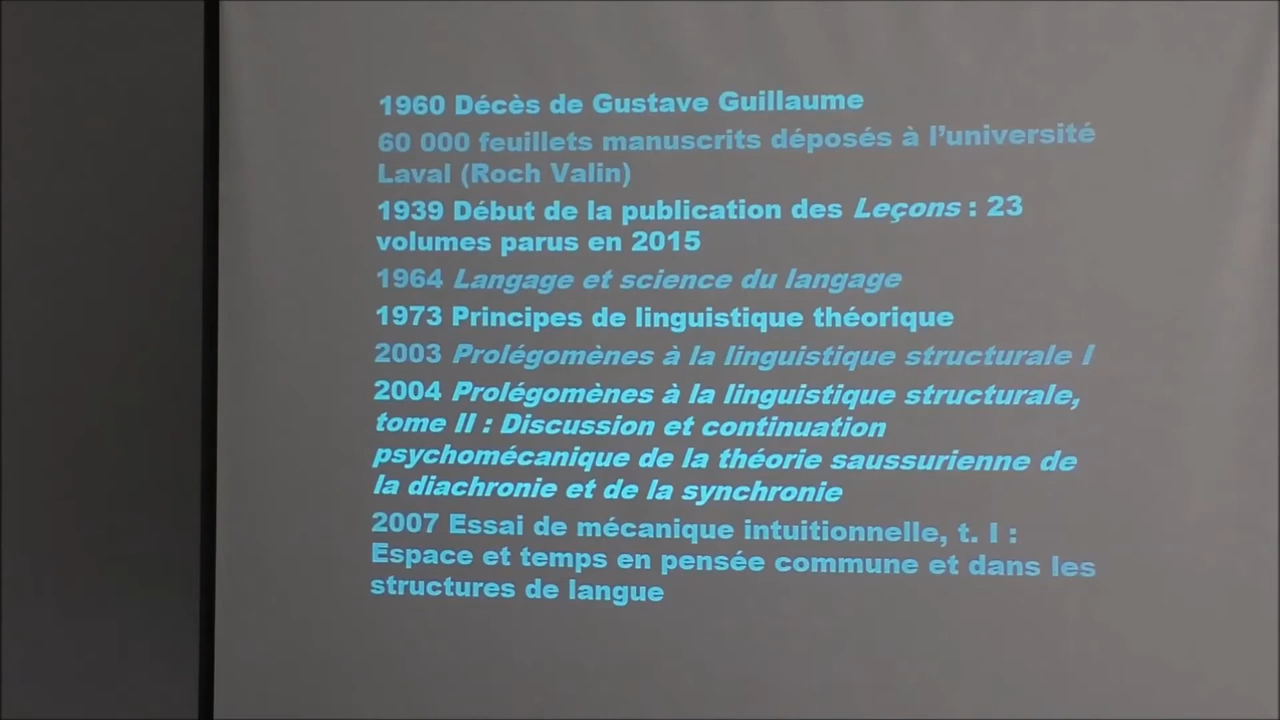 1960 Décès de Gustave Guillaume
60 000 feuillets manuscrits déposés à l'université
Laval (Roch Valin)
1939 Début de la publication des Leçons : 23
volumes parus en 2015
1964 Langage et science du langage
1973 Principes de linguistique théorique
2003 Prolégomènes à la linguistique structurale I
2004 Prolégomènes à la linguistique structurale,
tome II : Discussion et continuation
psychomécanique de la théorie saussurienne de
la diachronie et de la synchronie
2007 Essai de mécanique intuitionnelle, t. I :
Espace et temps en pensée commune et dans les
structures de langue